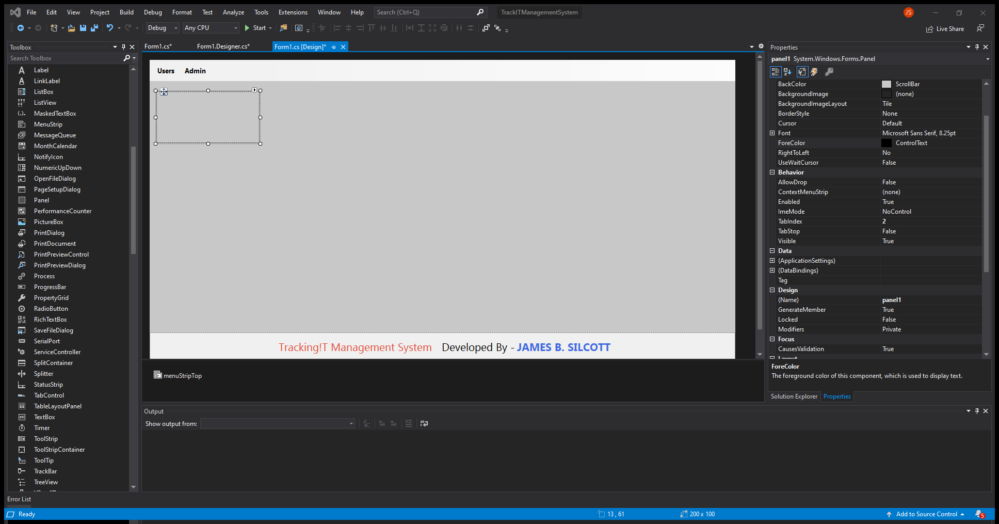 File Edit View Project Build Debug Format Test Analyze Tools Extensions Window Help Search (Ctrl+Q) TrackITManagementSystem JS
Debug Any CPU Start Live Share
Toolbox
Search Toolbox
Label
LinkLabel
ListBox
ListView
MaskedTextBox
MenuStrip
MessageQueue
MonthCalendar
NotifyIcon
NumericUpDown
OpenFileDialog
PageSetupDialog
Panel
PerformanceCounter
PictureBox
PrintDialog
PrintDocument
PrintPreviewControl
PrintPreviewDialog
Process
ProgressBar
PropertyGrid
RadioButton
RichTextBox
SaveFileDialog
SerialPort
ServiceController
SplitContainer
Splitter
StatusStrip
TabControl
TableLayoutPanel
TextBox
Timer
ToolStrip
ToolStripContainer
ToolTip
TrackBar
TreeView
Form1.cs* Form1.Designer.cs* Form1.cs [Design]*
Users Admin
Tracking!T Management System Developed By - JAMES B. SILCOTT
menuStripTop
Output
Show output from:
Properties
panel1 System.Windows.Forms.Panel
BackColor ScrollBar
BackgroundImage (none)
BackgroundImageLayout Tile
BorderStyle None
Cursor Default
Font Microsoft Sans Serif, 8.25pt
ForeColor ControlText
RightToLeft No
UseWaitCursor False
Behavior
AllowDrop False
ContextMenuStrip (none)
Enabled True
ImeMode NoControl
TabIndex 2
TabStop False
Visible True
Data
(ApplicationSettings)
(DataBindings)
Tag
Design
(Name) panel1
GenerateMember True
Locked False
Modifiers Private
Focus
CausesValidation True
Layout
ForeColor
The foreground color of this component, which is used to display text.
Solution Explorer Properties
Error List
Ready 13 , 61 200 x 100 Add to Source Control 5